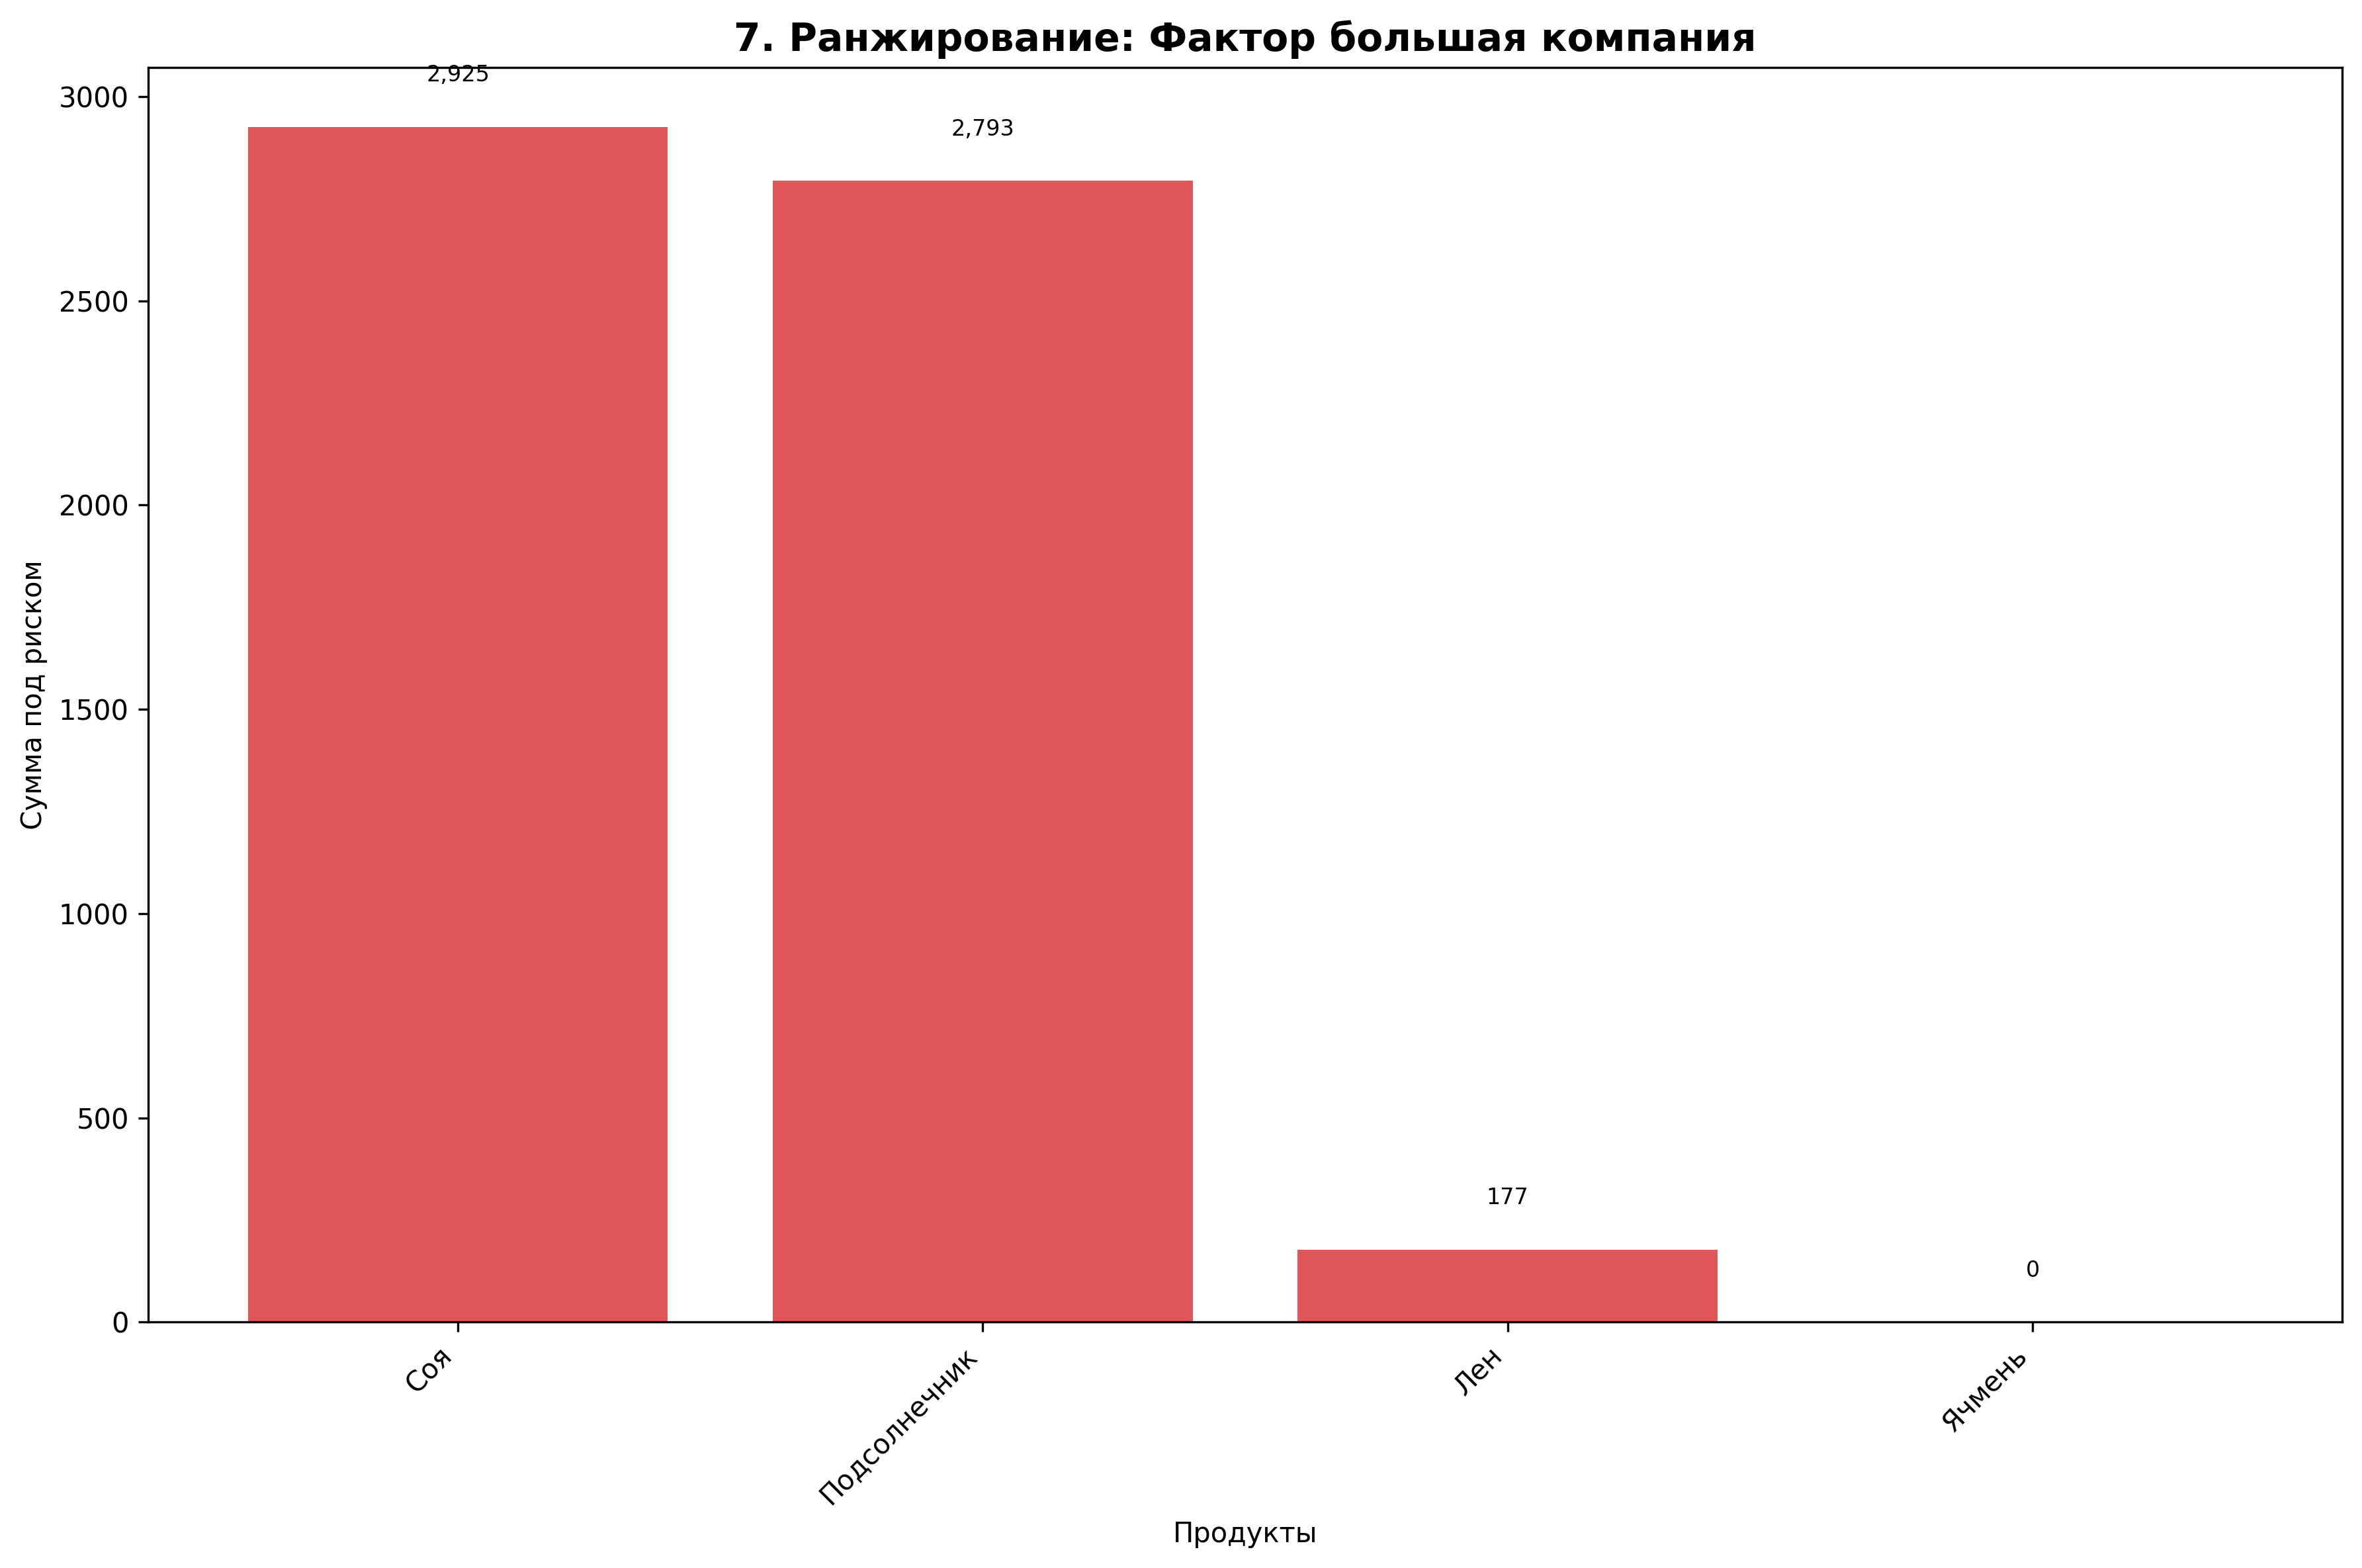 7. Ранжирование: Фактор большая компания
2,925
2,793
177
0
3000
2500
2000
1500
1000
500
0
Сумма под риском
Соя
Подсолнечник
Лен
Ячмень
Продукты